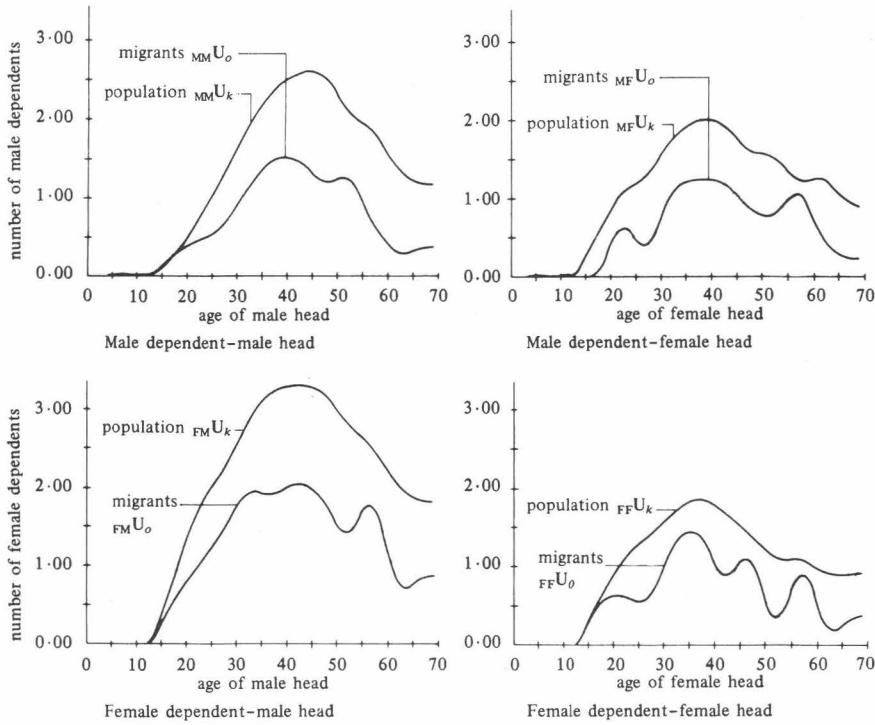 number of male dependents
3·00
2·00
1·00
0·00
migrants MMUo
population MMUk
0 10 20 30 40 50 60 70
age of male head
Male dependent–male head
3·00
2·00
1·00
0·00
migrants MFUo
population MFUk
0 10 20 30 40 50 60 70
age of female head
Male dependent–female head
number of female dependents
3·00
2·00
1·00
0·00
population FMUk
migrants
FMUo
0 10 20 30 40 50 60 70
age of male head
Female dependent–male head
3·00
2·00
1·00
0·00
population FFUk
migrants
FFU0
0 10 20 30 40 50 60 70
age of female head
Female dependent–female head